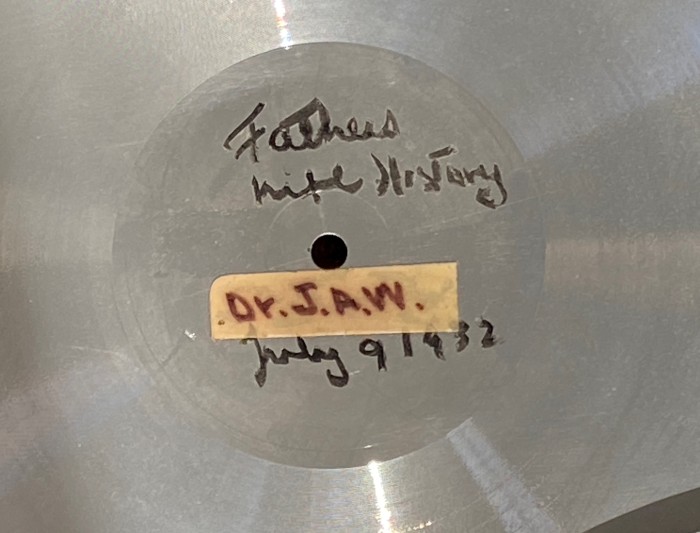 Fathers
Life History
Dr. J.A.W.
July 9 1932